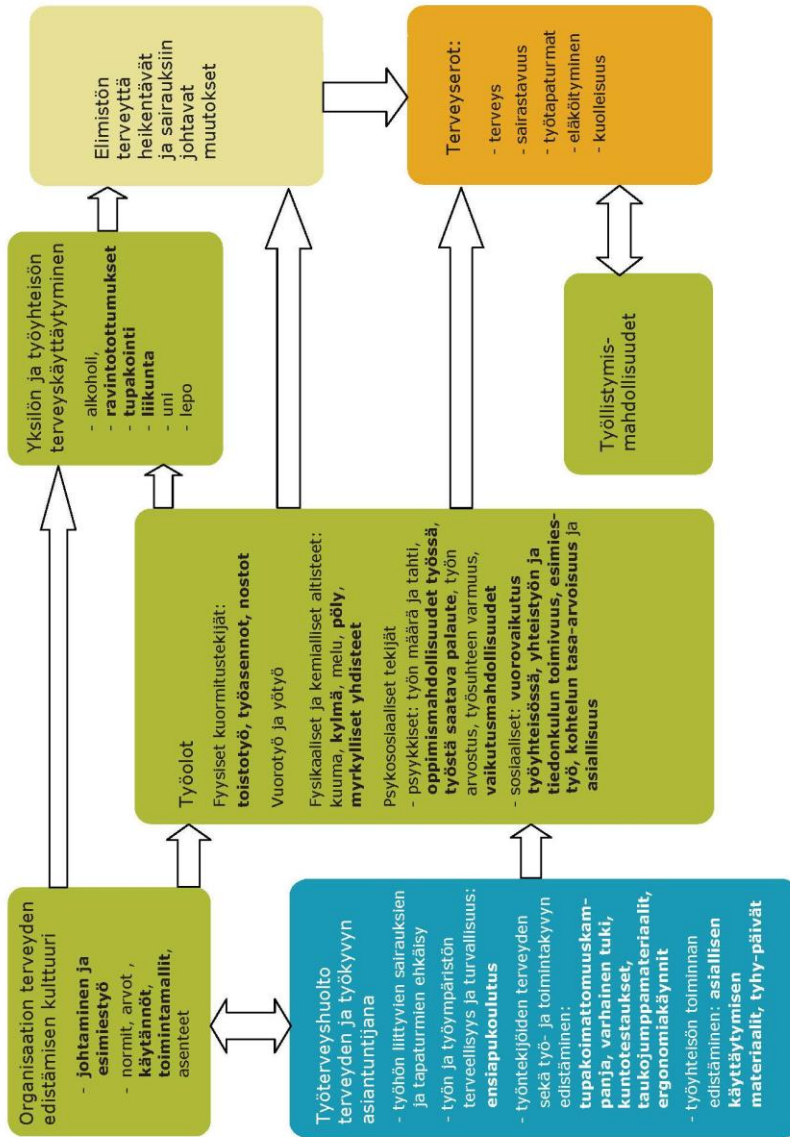 Organisaation terveyden
edistämisen kulttuuri
- johtaminen ja
esimiestyö
- normit, arvot ,
käytännöt,
toimintamallit,
asenteet
Työterveyshuolto
terveyden ja työkyvyn
asiantuntijana
- työhön liittyvien sairauksien
ja tapaturmien ehkäisy
- työn ja työympäristön
terveellisyys ja turvallisuus:
ensiapukoulutus
- työntekijöiden terveyden
sekä työ- ja toimintakyvyn
edistäminen:
tupakoimattomuuskam-
panja, varhainen tuki,
kuntotestaukset,
taukojumppamateriaalit,
ergonomiakäynnit
- työyhteisön toiminnan
edistäminen: asiallisen
käyttäytymisen
materiaalit, tyhy-päivät
Työolot
Fyysiset kuormitustekijät:
toistotyö, työasennot, nostot
Vuorotyö ja yötyö
Fysikaaliset ja kemialliset altisteet:
kuuma, kylmä, melu, pöly,
myrkylliset yhdisteet
Psykososiaaliset tekijät
- psyykkiset: työn määrä ja tahti,
oppimismahdollisuudet työssä,
työstä saatava palaute, työn
arvostus, työsuhteen varmuus,
vaikutusmahdollisuudet
- sosiaaliset: vuorovaikutus
työyhteisössä, yhteistyön ja
tiedonkulun toimivuus, esimies-
työ, kohtelun tasa-arvoisuus ja
asiallisuus
Yksilön ja työyhteisön
terveyskäyttäytyminen
- alkoholi,
- ravintotottumukset
- tupakointi
- liikunta
- uni
- lepo
Työllistymis-
mahdollisuudet
Elimistön
terveyttä
heikentävät
ja sairauksiin
johtavat
muutokset
Terveyserot:
- terveys
- sairastavuus
- työtapaturmat
- eläköityminen
- kuolleisuus